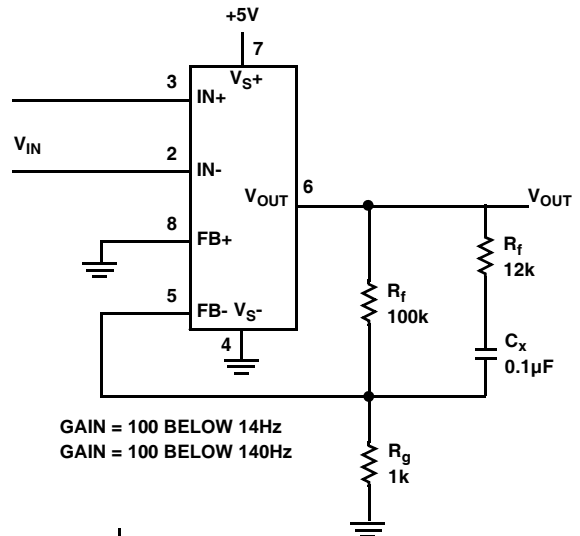 +5V
7
3
VS+
IN+
VIN
2
IN-
6
VOUT
VOUT
8
FB+
Rf
12k
5
FB-
VS-
Rf
100k
4
Cx
0.1µF
GAIN = 100 BELOW 14Hz
GAIN = 100 BELOW 140Hz
Rg
1k